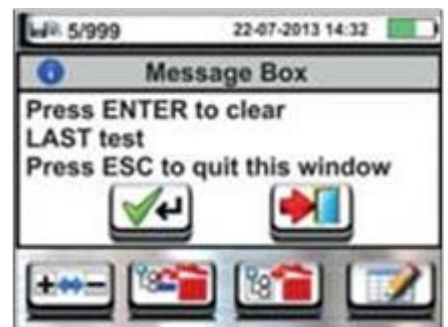 5/999 22-07-2013 14:32
Message Box
Press ENTER to clear
LAST test
Press ESC to quit this window